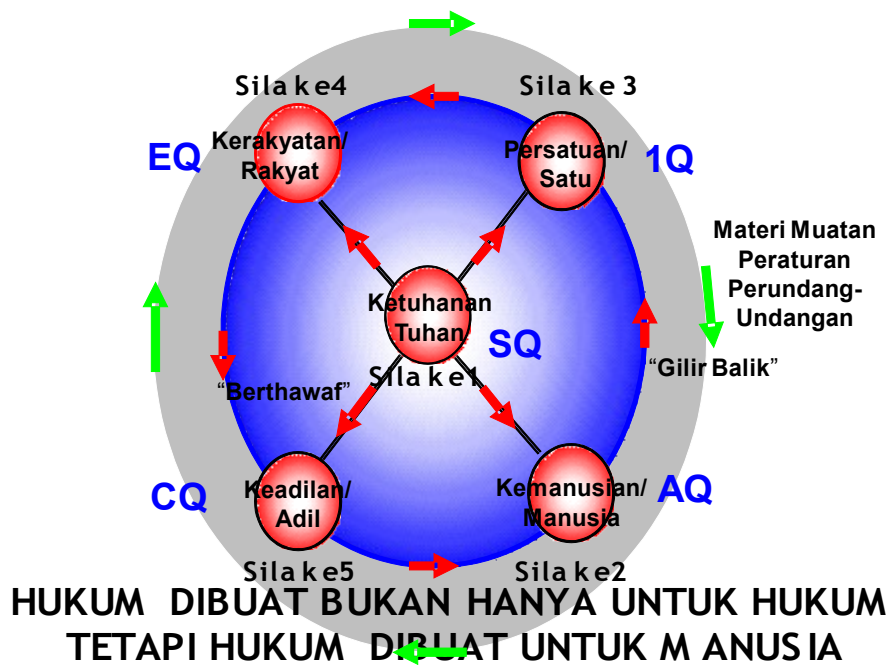 Sila ke4
Sila ke 3
EQ
Kerakyatan/
Rakyat
Persatuan/
Satu
1Q
Materi Muatan
Peraturan
Perundang-
Undangan
Ketuhanan
Tuhan
SQ
Sila ke1
“Berthawaf”
“Gilir Balik”
CQ
Keadilan/
Adil
Kemanusian/
Manusia
AQ
Sila ke5
Sila ke2
HUKUM DIBUAT BUKAN HANYA UNTUK HUKUM
TETAPI HUKUM DIBUAT UNTUK M ANUSIA